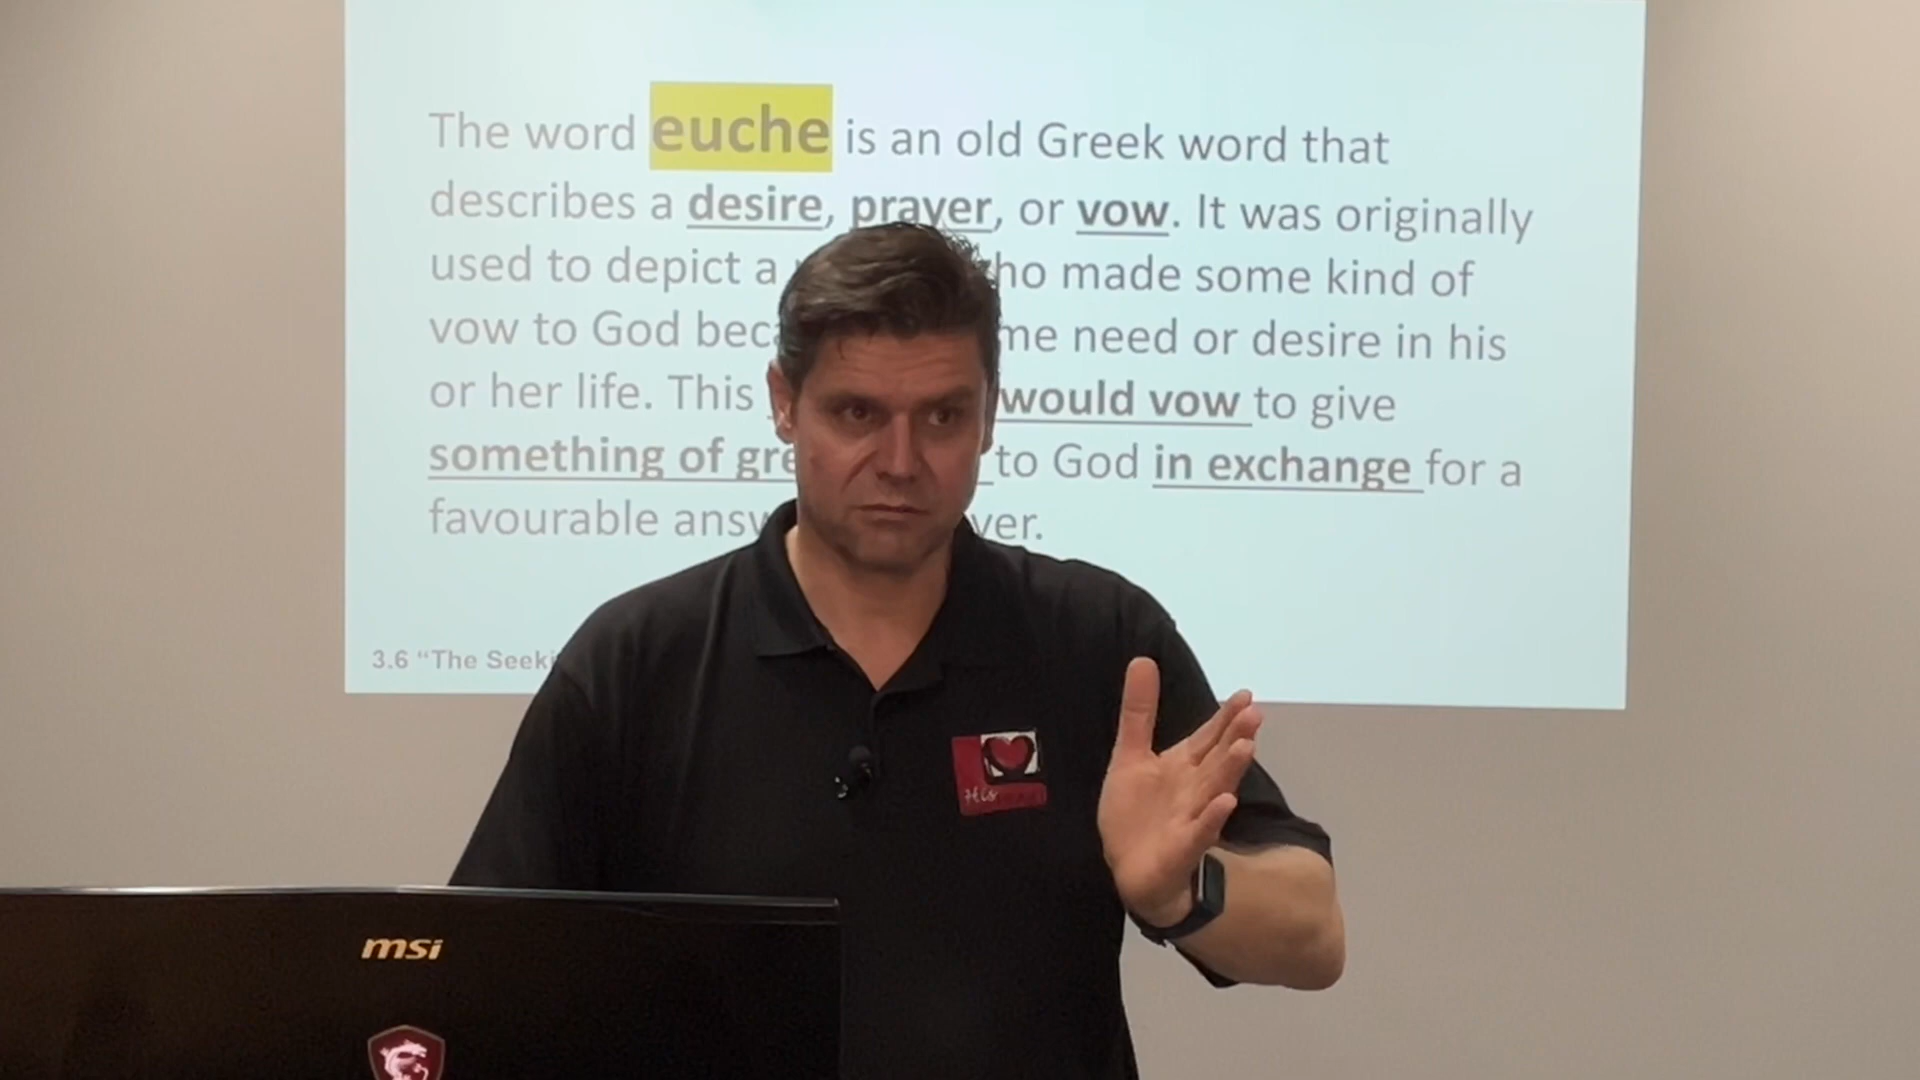 The word euche is an old Greek word that
describes a desire, prayer, or vow. It was originally
used to depict a ho made some kind of
vow to God beca me need or desire in his
or her life. This would vow to give
something of gre to God in exchange for a
favourable answ ver.
3.6 “The Seeki
His
msi